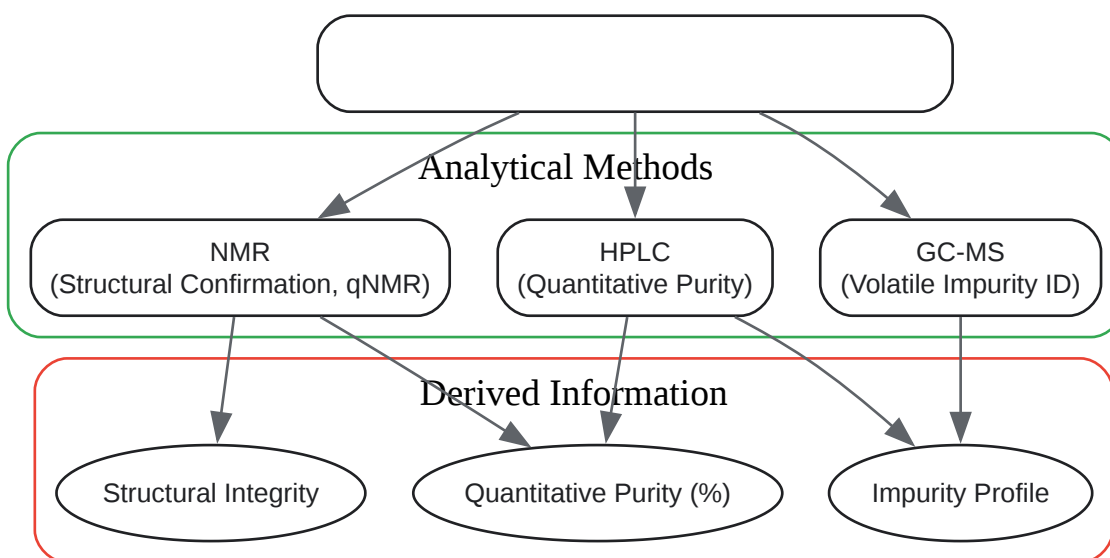 Analytical Methods
NMR
(Structural Confirmation, qNMR)
HPLC
(Quantitative Purity)
GC-MS
(Volatile Impurity ID)
Derived Information
Structural Integrity
Quantitative Purity (%)
Impurity Profile